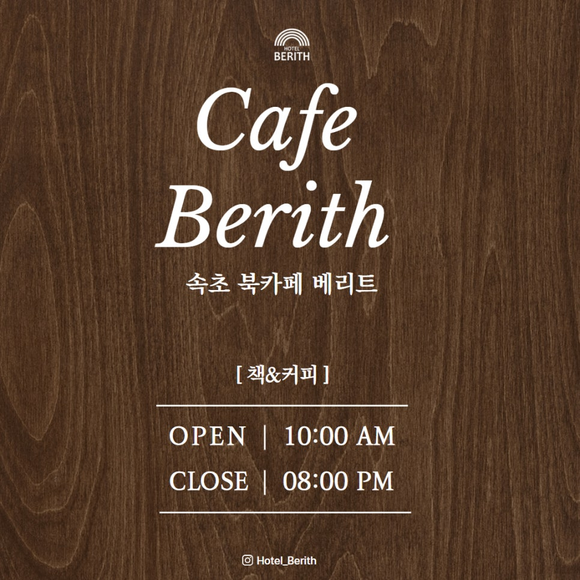 HOTEL
BERITH
Cafe
Berith
속초 북카페 베리트
[ 책&커피 ]
OPEN | 10:00 AM
CLOSE | 08:00 PM
Hotel_Berith